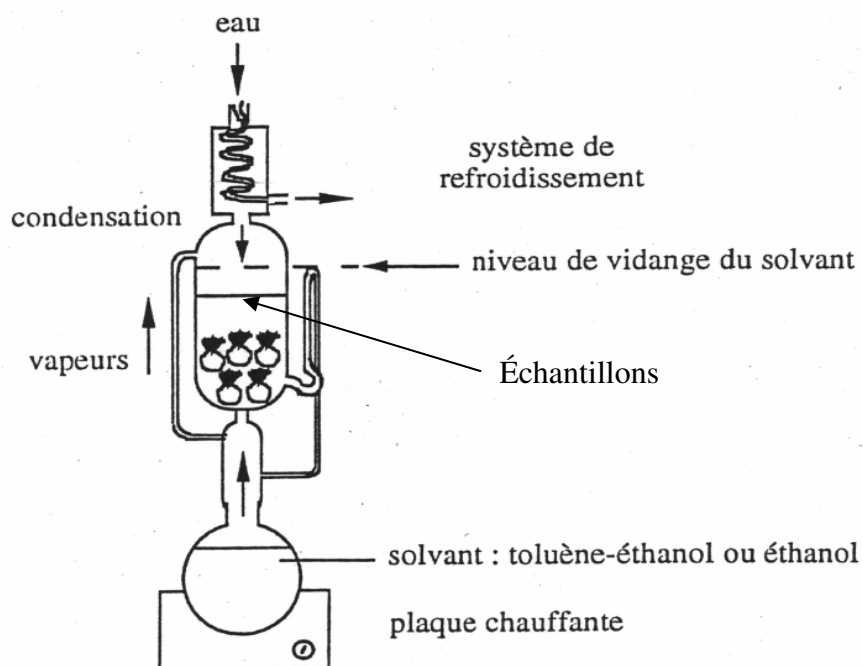 eau
système de
refroidissement
condensation
niveau de vidange du solvant
vapeurs
Échantillons
solvant : toluène-éthanol ou éthanol
plaque chauffante